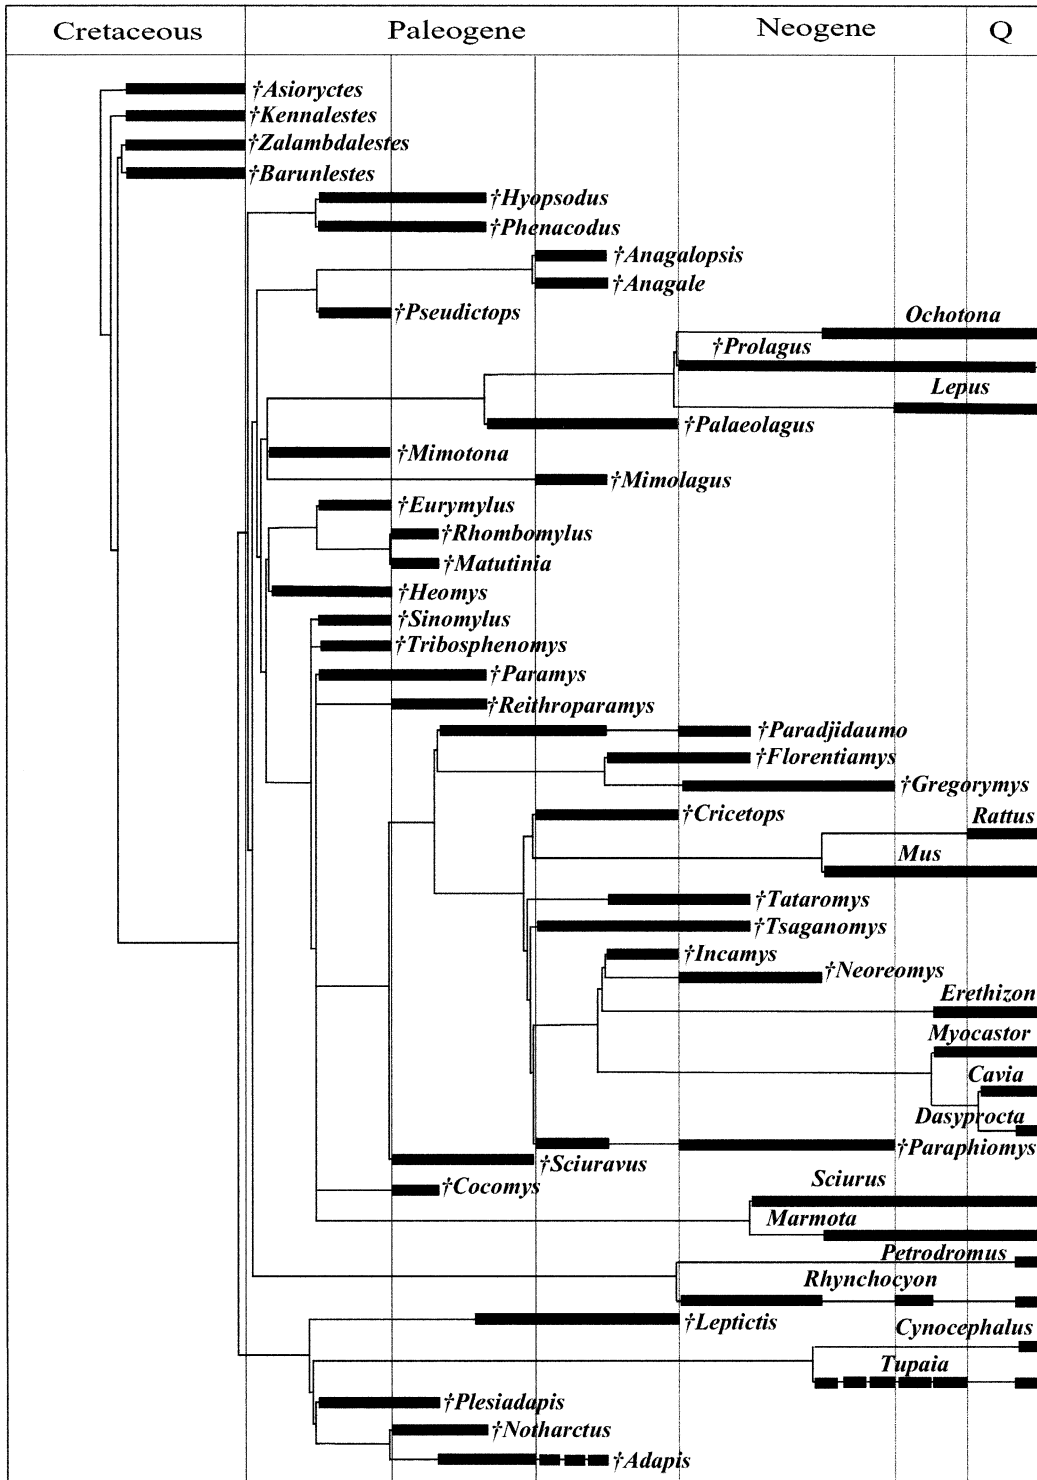 Cretaceous Paleogene Neogene Q
†Asioryctes
†Kennalestes
†Zalambdalestes
†Barunlestes
†Hyopsodus
†Phenacodus
†Anagalopsis
†Anagale
†Pseudictops
Ochotona
†Prolagus
Lepus
†Palaeolagus
†Mimotona
†Mimolagus
†Eurymylus
†Rhombomylus
†Matutinia
†Heomys
†Sinomylus
†Tribosphenomys
†Paramys
†Reithroparamys
†Paradjidaumo
†Florentiamys
†Gregorymys
†Cricetops
Rattus
Mus
†Tataromys
†Tsaganomys
†Incamys
†Neoreomys
Erethizon
Myocastor
Cavia
Dasyprocta
†Paraphiomys
†Sciuravus
†Cocomys
Sciurus
Marmota
Petrodromus
Rhynchocyon
†Leptictis
Cynocephalus
Tupaia
†Plesiadapis
†Notharctus
†Adapis